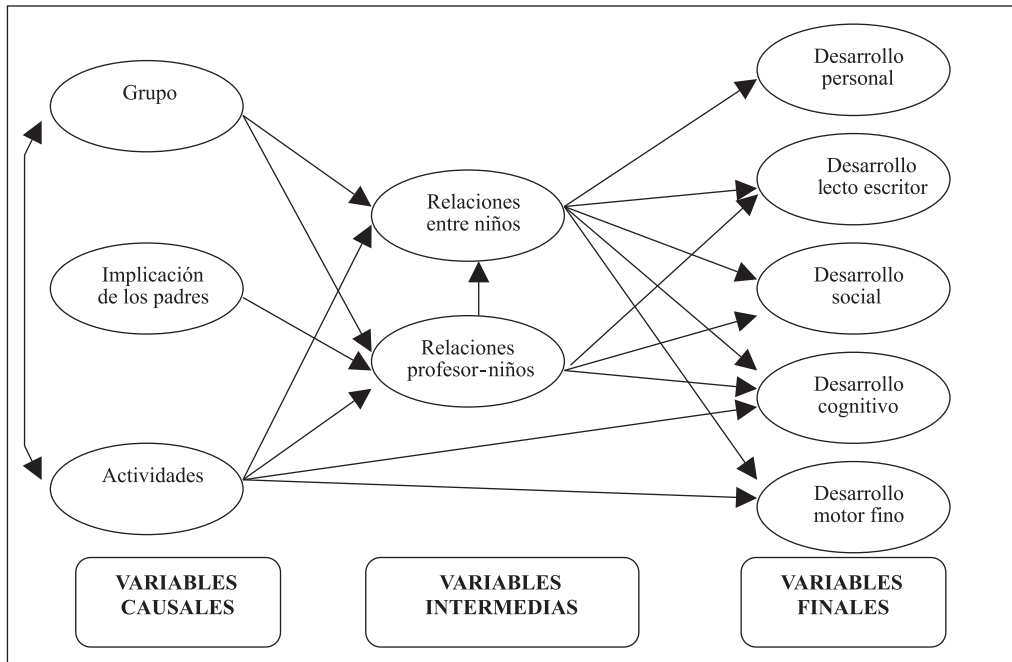 Grupo
Implicación
de los padres
Actividades
Relaciones
entre niños
Relaciones
profesor-niños
Desarrollo
personal
Desarrollo
lecto escritor
Desarrollo
social
Desarrollo
cognitivo
Desarrollo
motor fino
VARIABLES
CAUSALES
VARIABLES
INTERMEDIAS
VARIABLES
FINALES